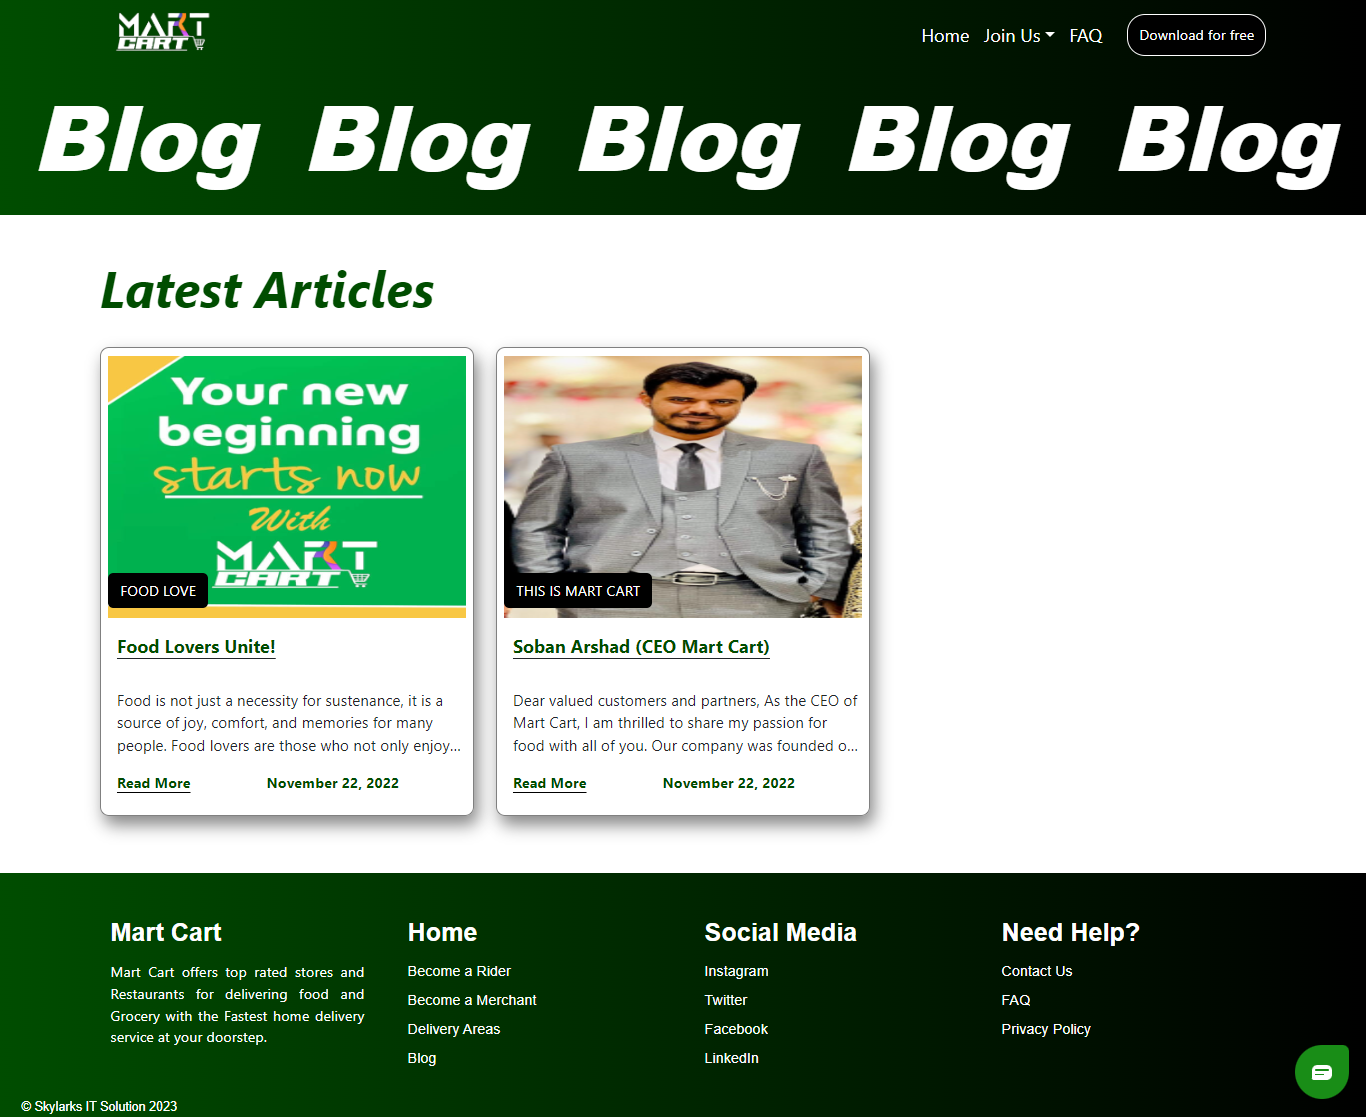 MART
CART
Home Join Us FAQ Download for free
Blog Blog Blog Blog Blog
Latest Articles
Your new
beginning
starts now
With
MART
CART
FOOD LOVE
Food Lovers Unite!
Food is not just a necessity for sustenance, it is a
source of joy, comfort, and memories for many
people. Food lovers are those who not only enjoy...
Read More November 22, 2022
THIS IS MART CART
Soban Arshad (CEO Mart Cart)
Dear valued customers and partners, As the CEO of
Mart Cart, I am thrilled to share my passion for
food with all of you. Our company was founded o...
Read More November 22, 2022
Mart Cart
Mart Cart offers top rated stores and
Restaurants for delivering food and
Grocery with the Fastest home delivery
service at your doorstep.
Home
Become a Rider
Become a Merchant
Delivery Areas
Blog
Social Media
Instagram
Twitter
Facebook
LinkedIn
Need Help?
Contact Us
FAQ
Privacy Policy
© Skylarks IT Solution 2023